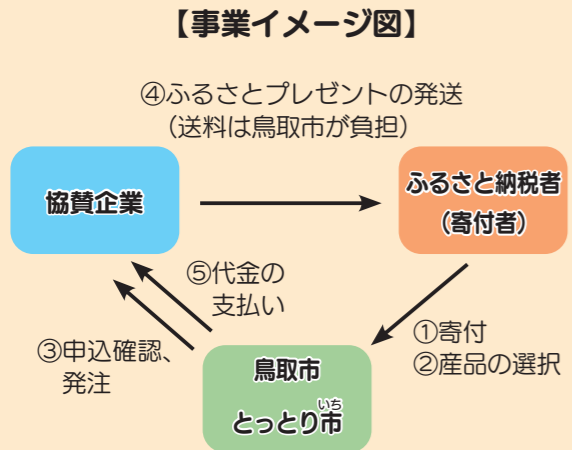 【事業イメージ図】
④ふるさとプレゼントの発送
（送料は鳥取市が負担）
協賛企業
ふるさと納税者
（寄付者）
⑤代金の
支払い
①寄付
②産品の選択
③申込確認、
発注
鳥取市
いち
とっとり市